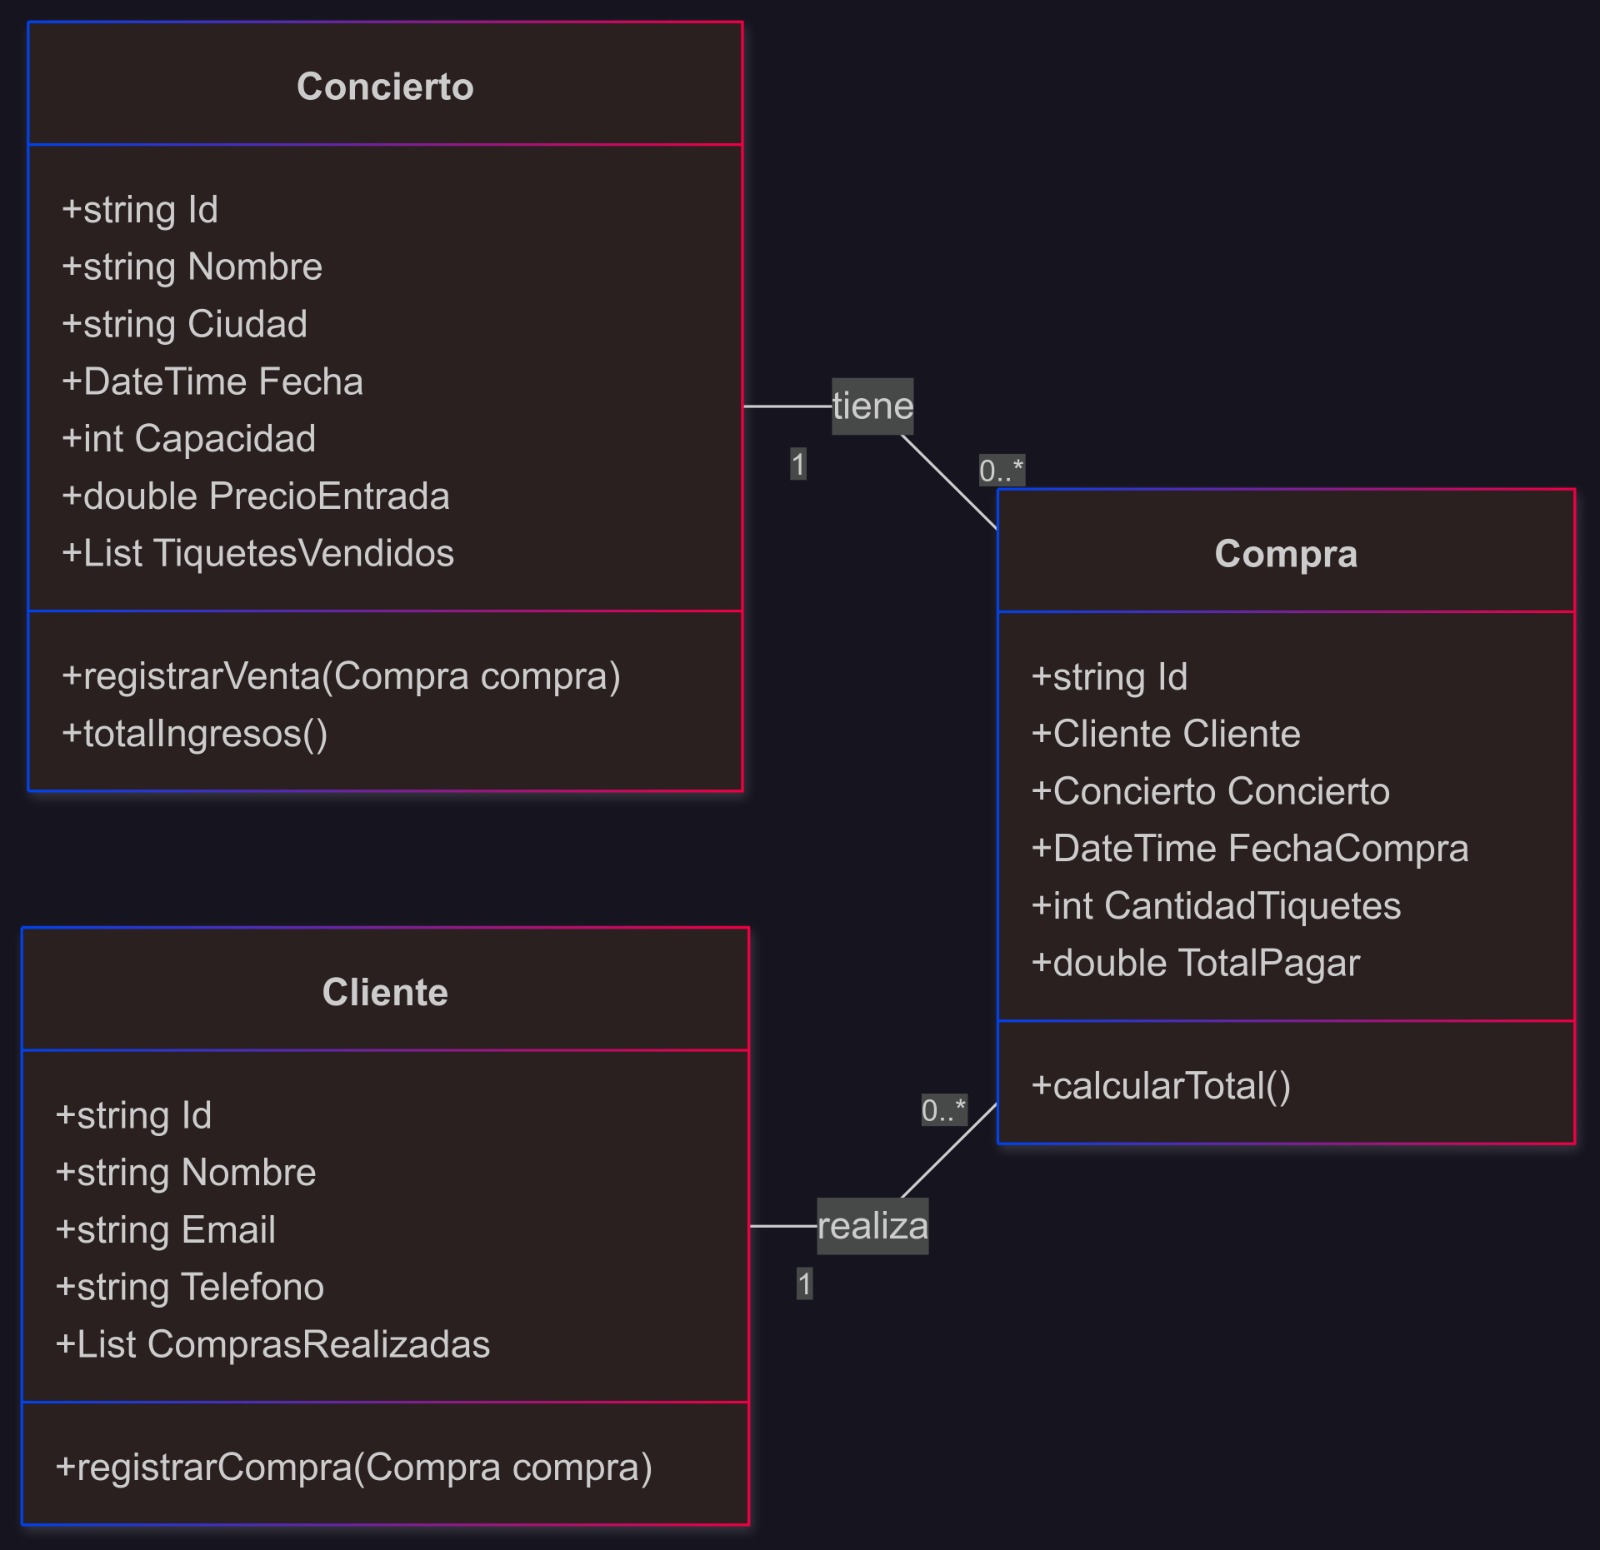 Concierto
+string Id
+string Nombre
+string Ciudad
+DateTime Fecha
+int Capacidad
+double PrecioEntrada
+List TiquetesVendidos
+registrarVenta(Compra compra)
+totalIngresos()
tiene
1
0..*
Compra
+string Id
+Cliente Cliente
+Concierto Concierto
+DateTime FechaCompra
+int CantidadTiquetes
+double TotalPagar
+calcularTotal()
Cliente
+string Id
+string Nombre
+string Email
+string Telefono
+List ComprasRealizadas
+registrarCompra(Compra compra)
0..*
realiza
1